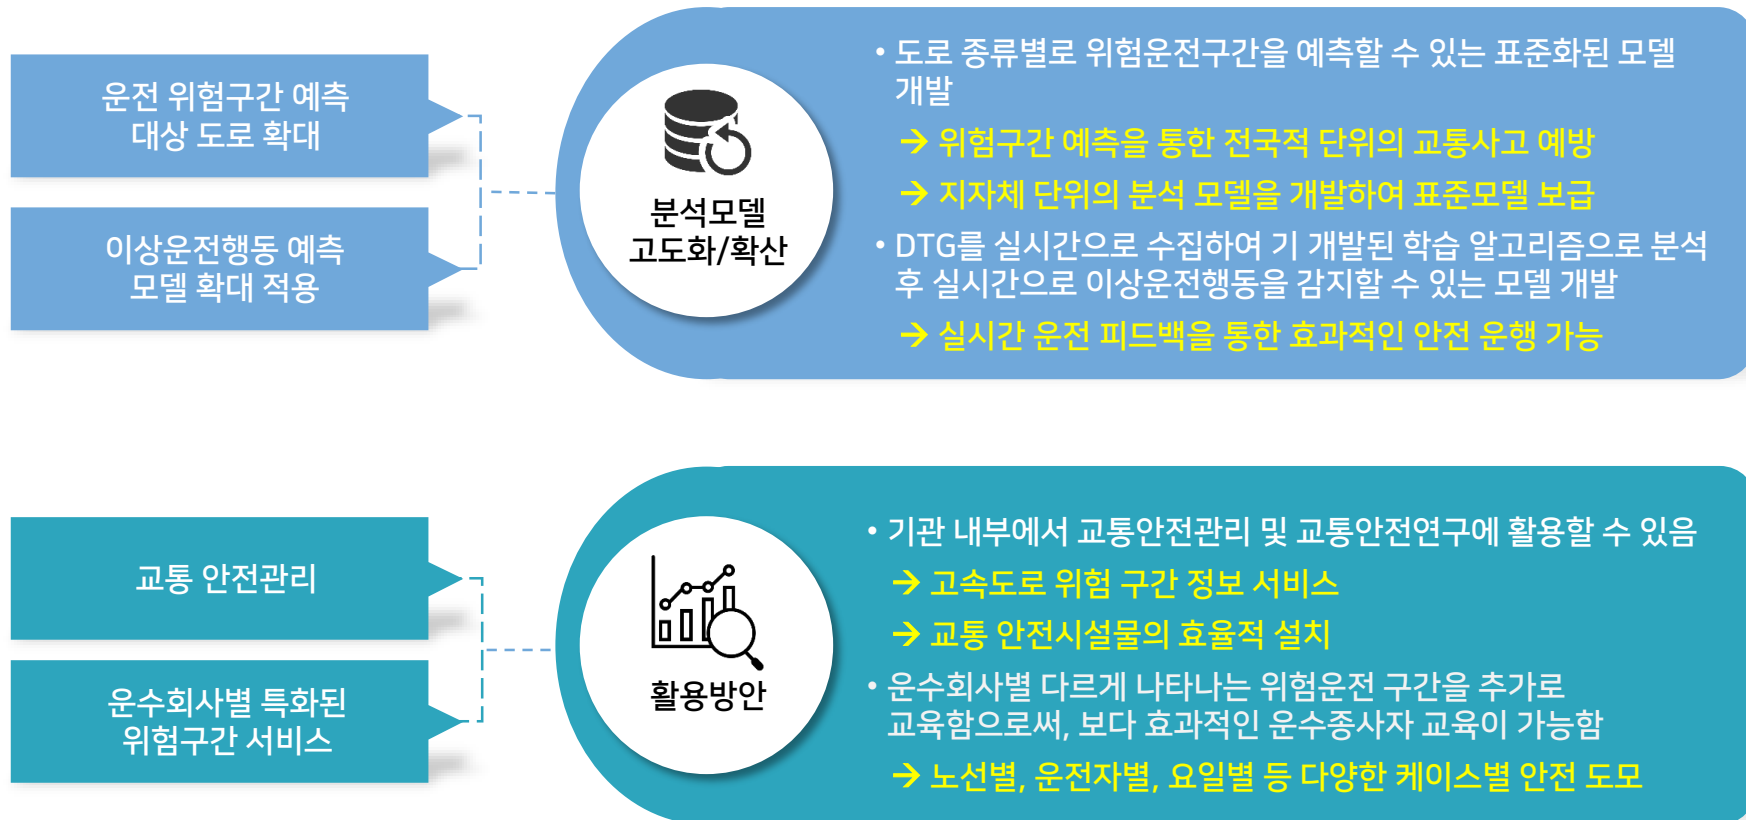 운전 위험구간 예측
대상 도로 확대
이상운전행동 예측
모델 확대 적용
분석모델
고도화/확산
• 도로 종류별로 위험운전구간을 예측할 수 있는 표준화된 모델
개발
→ 위험구간 예측을 통한 전국적 단위의 교통사고 예방
→ 지자체 단위의 분석 모델을 개발하여 표준모델 보급
• DTG를 실시간으로 수집하여 기 개발된 학습 알고리즘으로 분석
후 실시간으로 이상운전행동을 감지할 수 있는 모델 개발
→ 실시간 운전 피드백을 통한 효과적인 안전 운행 가능
교통 안전관리
운수회사별 특화된
위험구간 서비스
활용방안
• 기관 내부에서 교통안전관리 및 교통안전연구에 활용할 수 있음
→ 고속도로 위험 구간 정보 서비스
→ 교통 안전시설물의 효율적 설치
• 운수회사별 다르게 나타나는 위험운전 구간을 추가로
교육함으로써, 보다 효과적인 운수종사자 교육이 가능함
→ 노선별, 운전자별, 요일별 등 다양한 케이스별 안전 도모